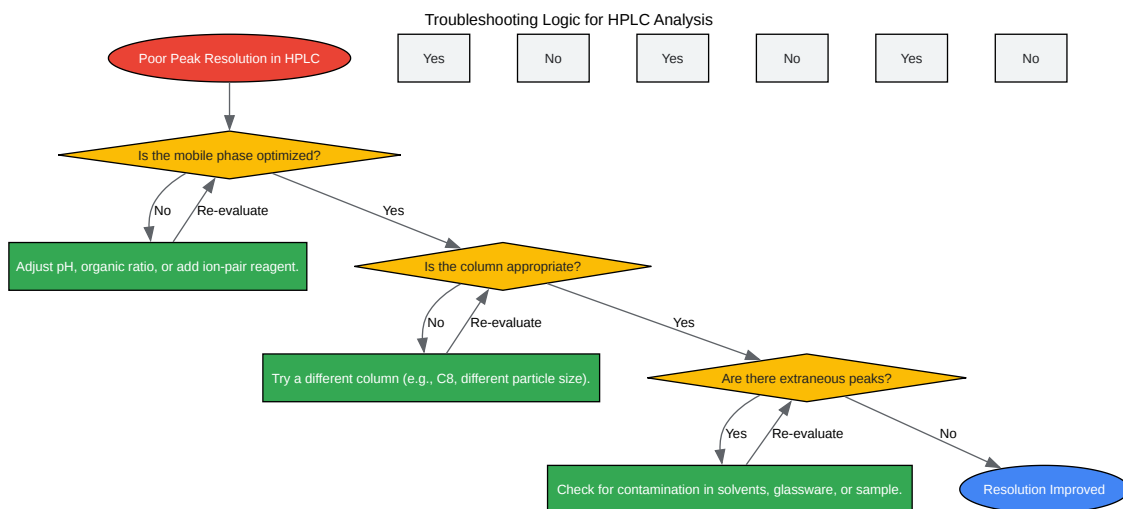 Troubleshooting Logic for HPLC Analysis
Poor Peak Resolution in HPLC
Yes
No
Yes
No
Yes
No
Is the mobile phase optimized?
No
Re-evaluate
Yes
Adjust pH, organic ratio, or add ion-pair reagent.
Is the column appropriate?
No
Re-evaluate
Yes
Try a different column (e.g., C8, different particle size).
Are there extraneous peaks?
Yes
Re-evaluate
No
Check for contamination in solvents, glassware, or sample.
Resolution Improved